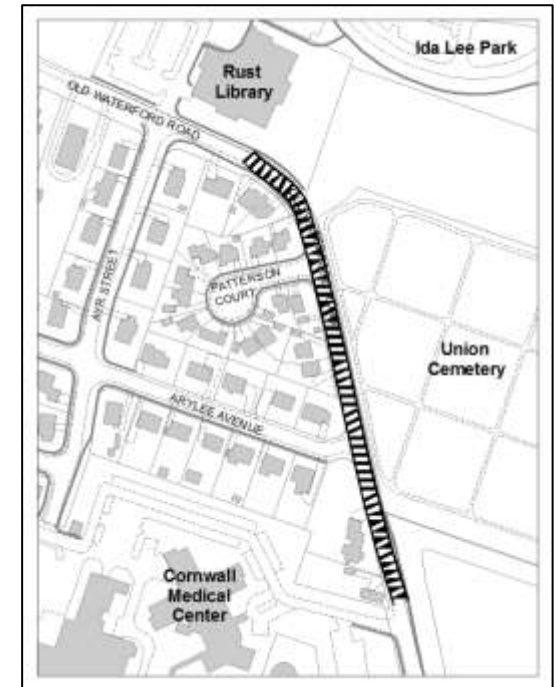 Ida Lee Park
Rust
Library
OLD WATERFORD ROAD
PATTERSON
COURT
AYR STREET
Union
Cemetery
ARYLEE AVENUE
Cornwall
Medical
Center